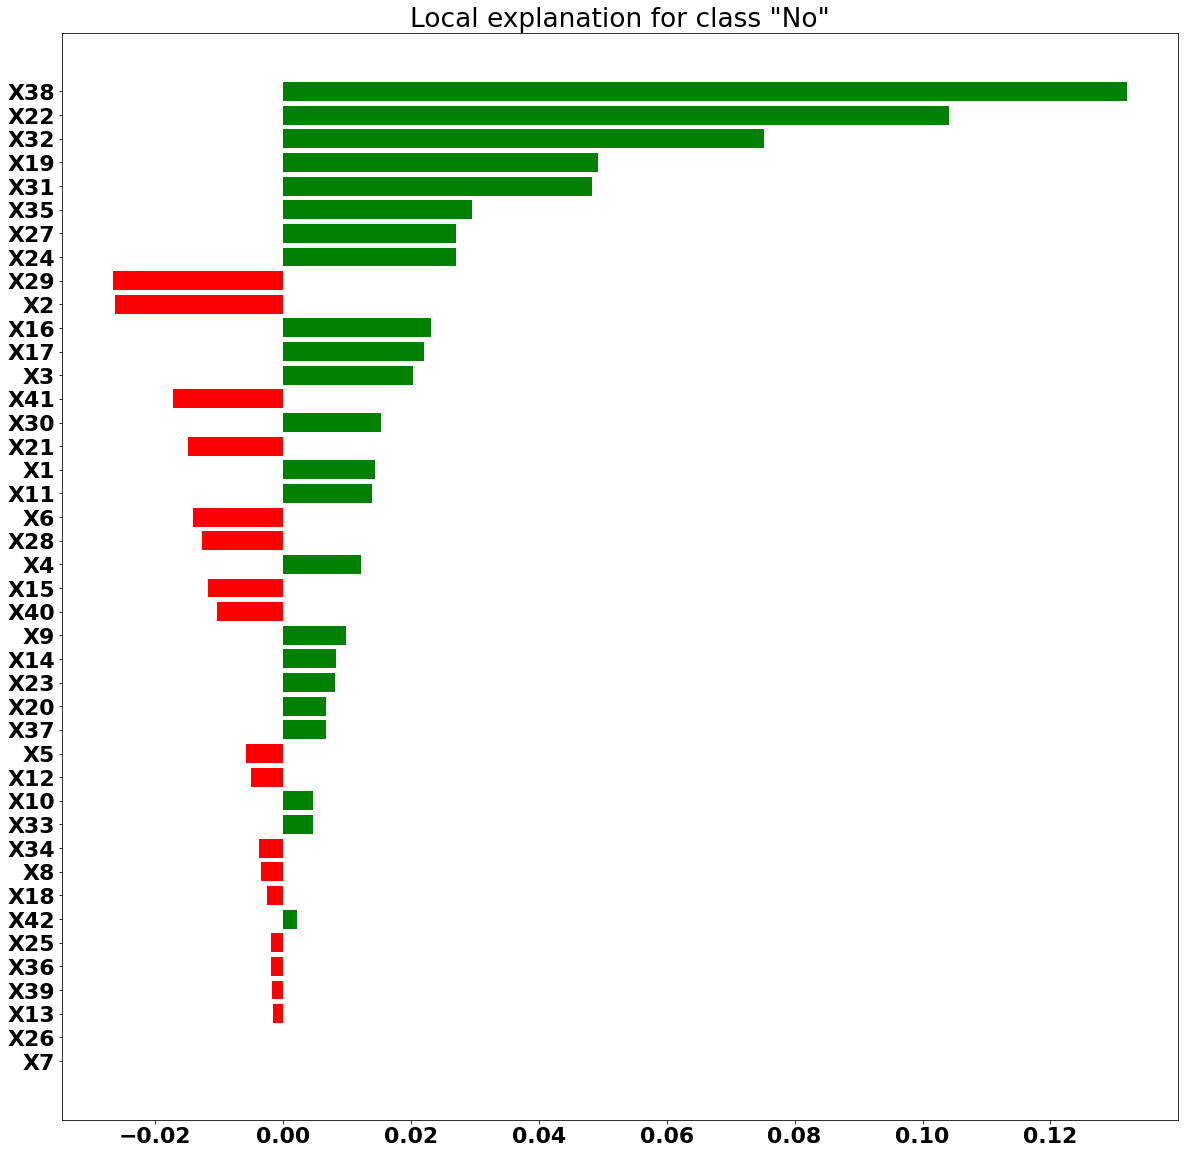 Local explanation for class "No"
X38
X22
X32
X19
X31
X35
X27
X24
X29
X2
X16
X17
X3
X41
X30
X21
X1
X11
X6
X28
X4
X15
X40
X9
X14
X23
X20
X37
X5
X12
X10
X33
X34
X8
X18
X42
X25
X36
X39
X13
X26
X7
−0.02 0.00 0.02 0.04 0.06 0.08 0.10 0.12